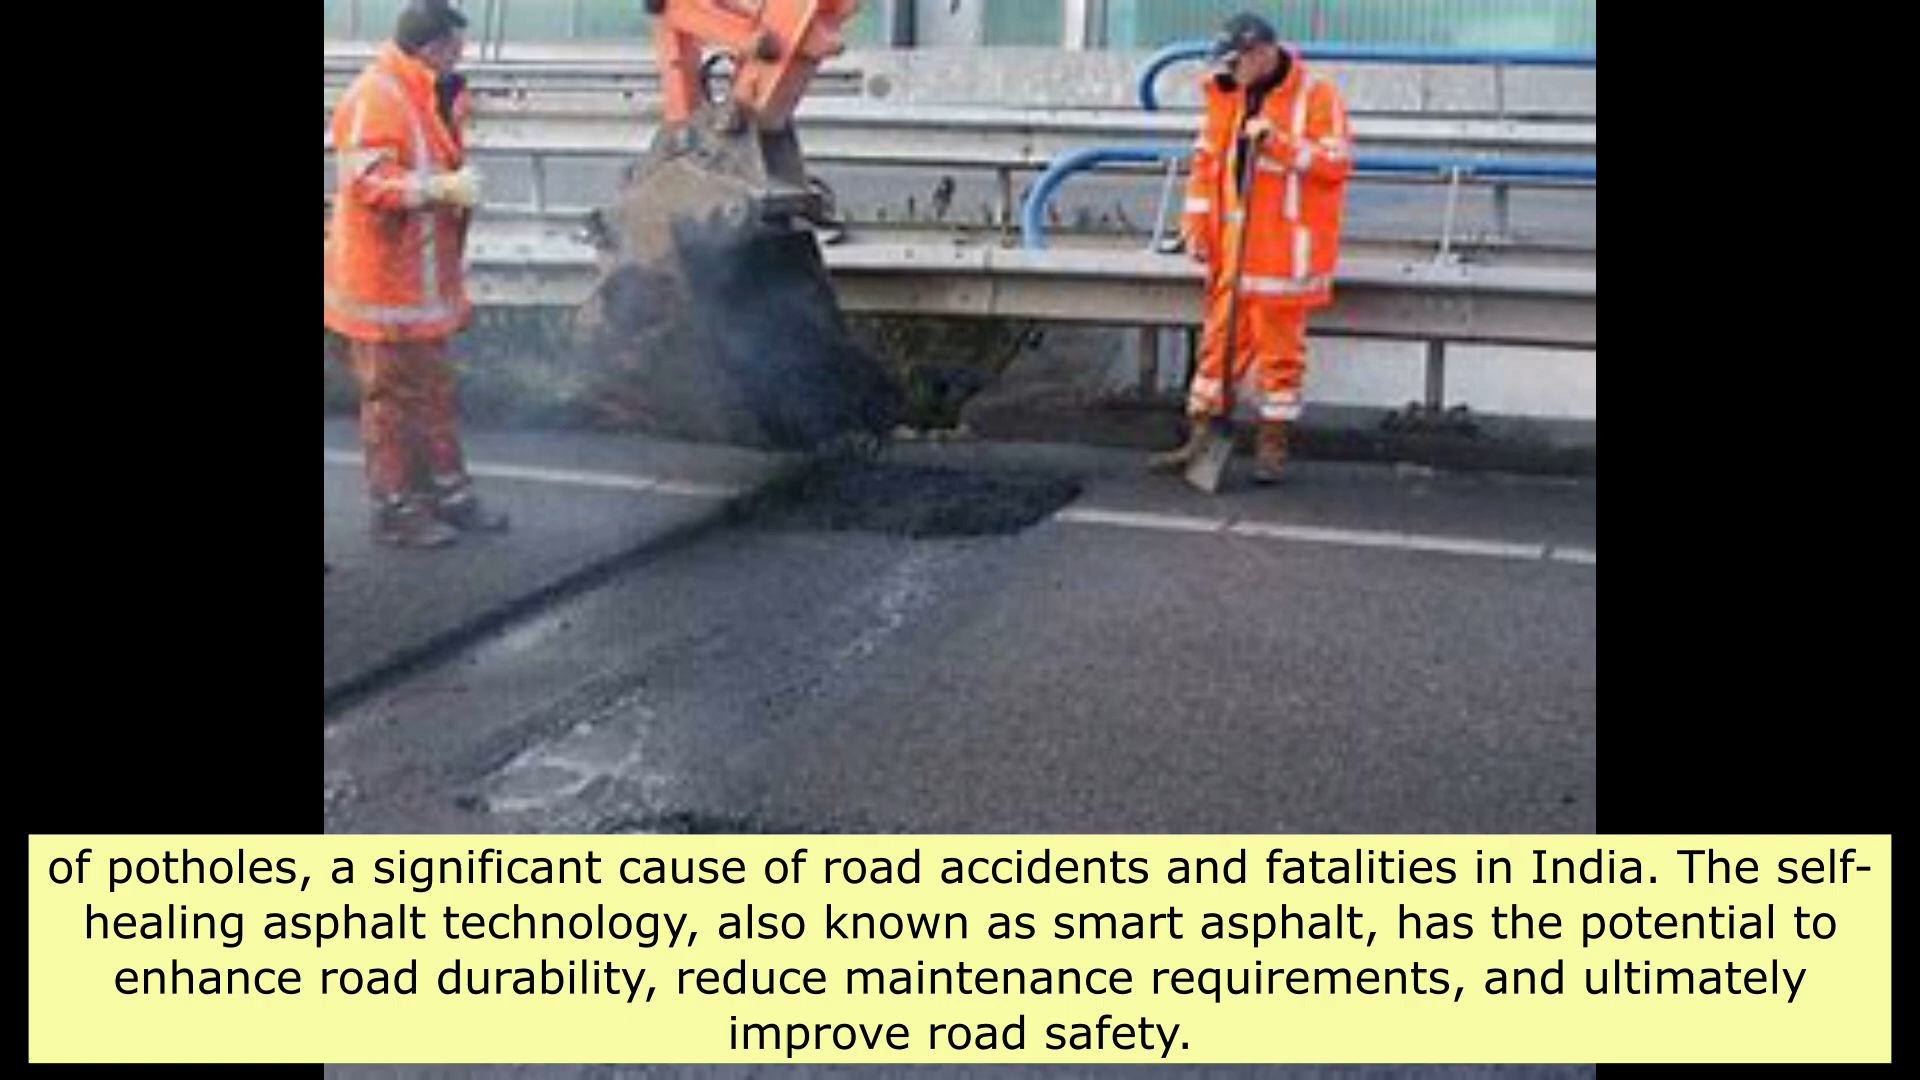 of potholes, a significant cause of road accidents and fatalities in India. The self-
healing asphalt technology, also known as smart asphalt, has the potential to
enhance road durability, reduce maintenance requirements, and ultimately
improve road safety.